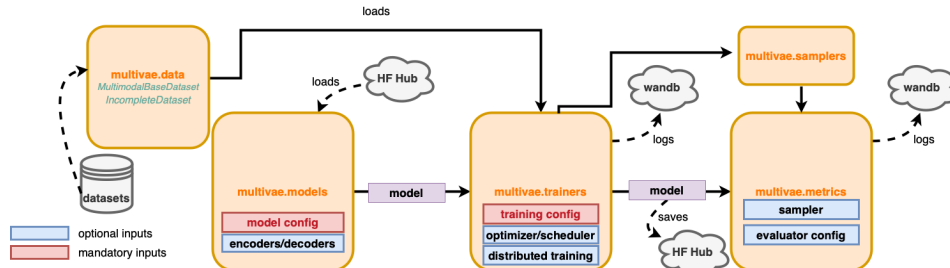 loads
multivae.data
MultimodalBaseDataset
IncompleteDataset
datasets
loads
HF Hub
multivae.models
model config
encoders/decoders
model
multivae.trainers
training config
optimizer/scheduler
distributed training
wandb
logs
model
saves
HF Hub
multivae.samplers
multivae.metrics
sampler
evaluator config
wandb
logs
optional inputs
mandatory inputs